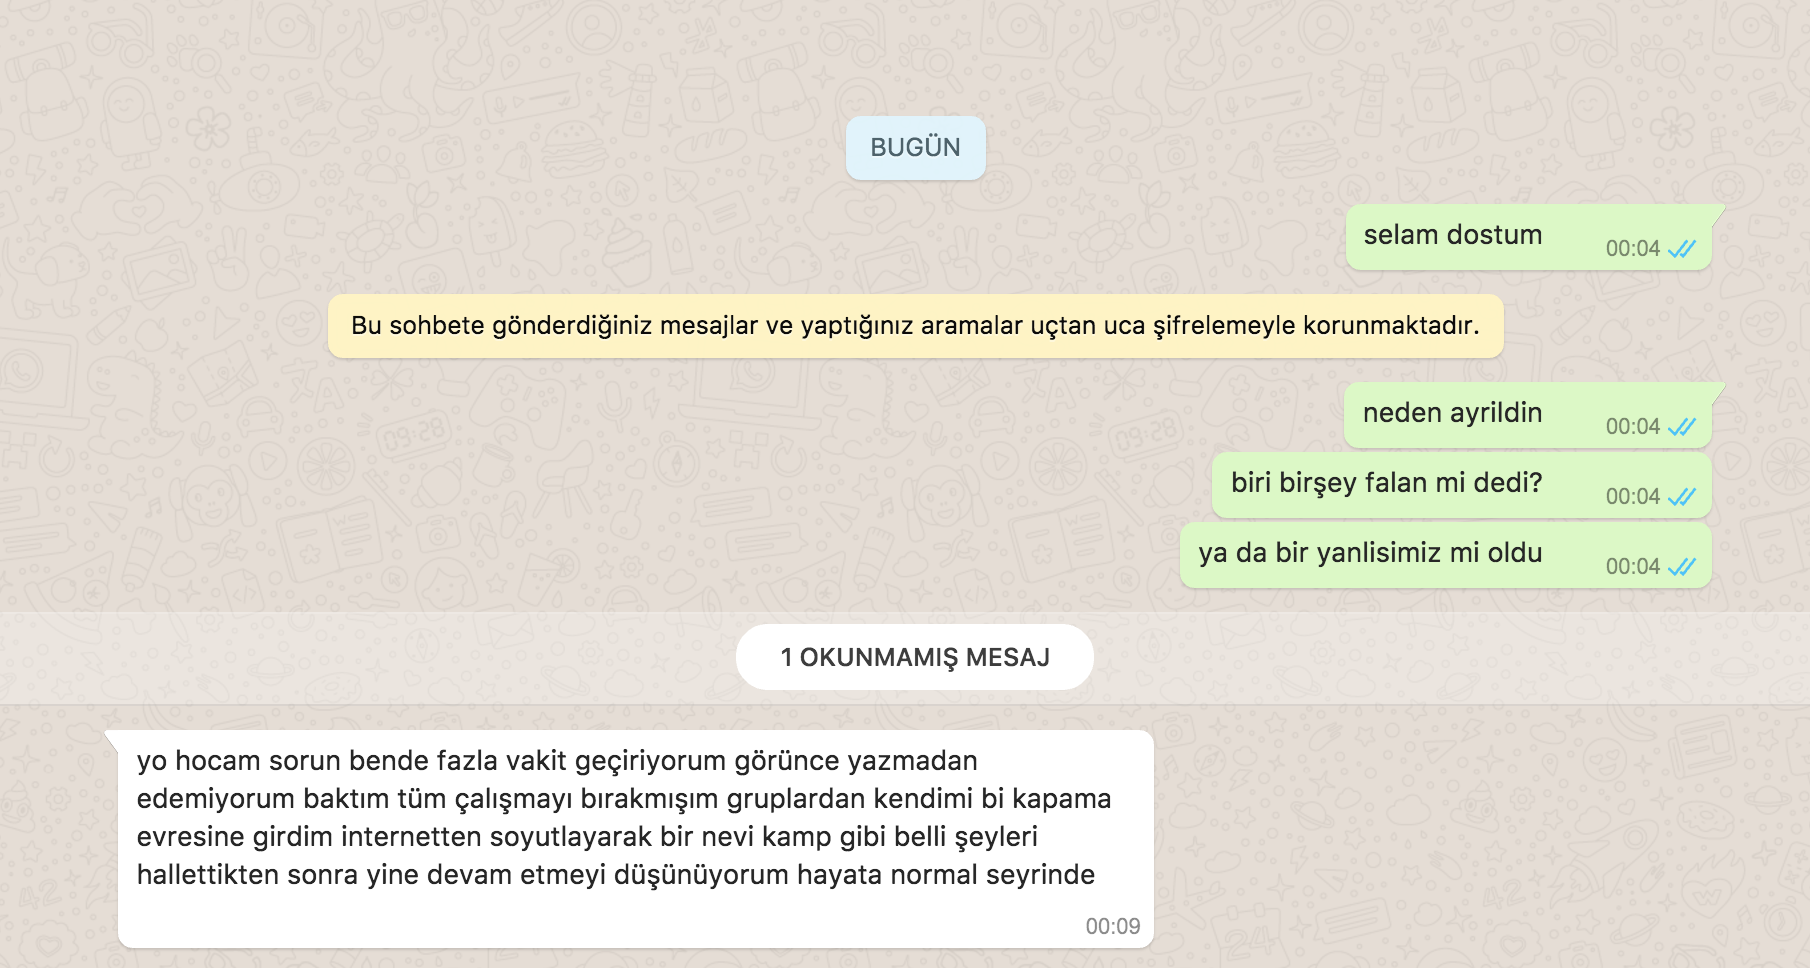 BUGÜN
selam dostum
00:04
Bu sohbete gönderdiğiniz mesajlar ve yaptığınız aramalar uçtan uca şifrelemeyle korunmaktadır.
neden ayrildin
00:04
biri birşey falan mi dedi?
00:04
ya da bir yanlisimiz mi oldu
00:04
1 OKUNMAMIŞ MESAJ
yo hocam sorun bende fazla vakit geçiriyorum görünce yazmadan
edemiyorum baktım tüm çalışmayı bırakmışım gruplardan kendimi bi kapama
evresine girdim internetten soyutlayarak bir nevi kamp gibi belli şeyleri
hallettikten sonra yine devam etmeyi düşünüyorum hayata normal seyrinde
00:09